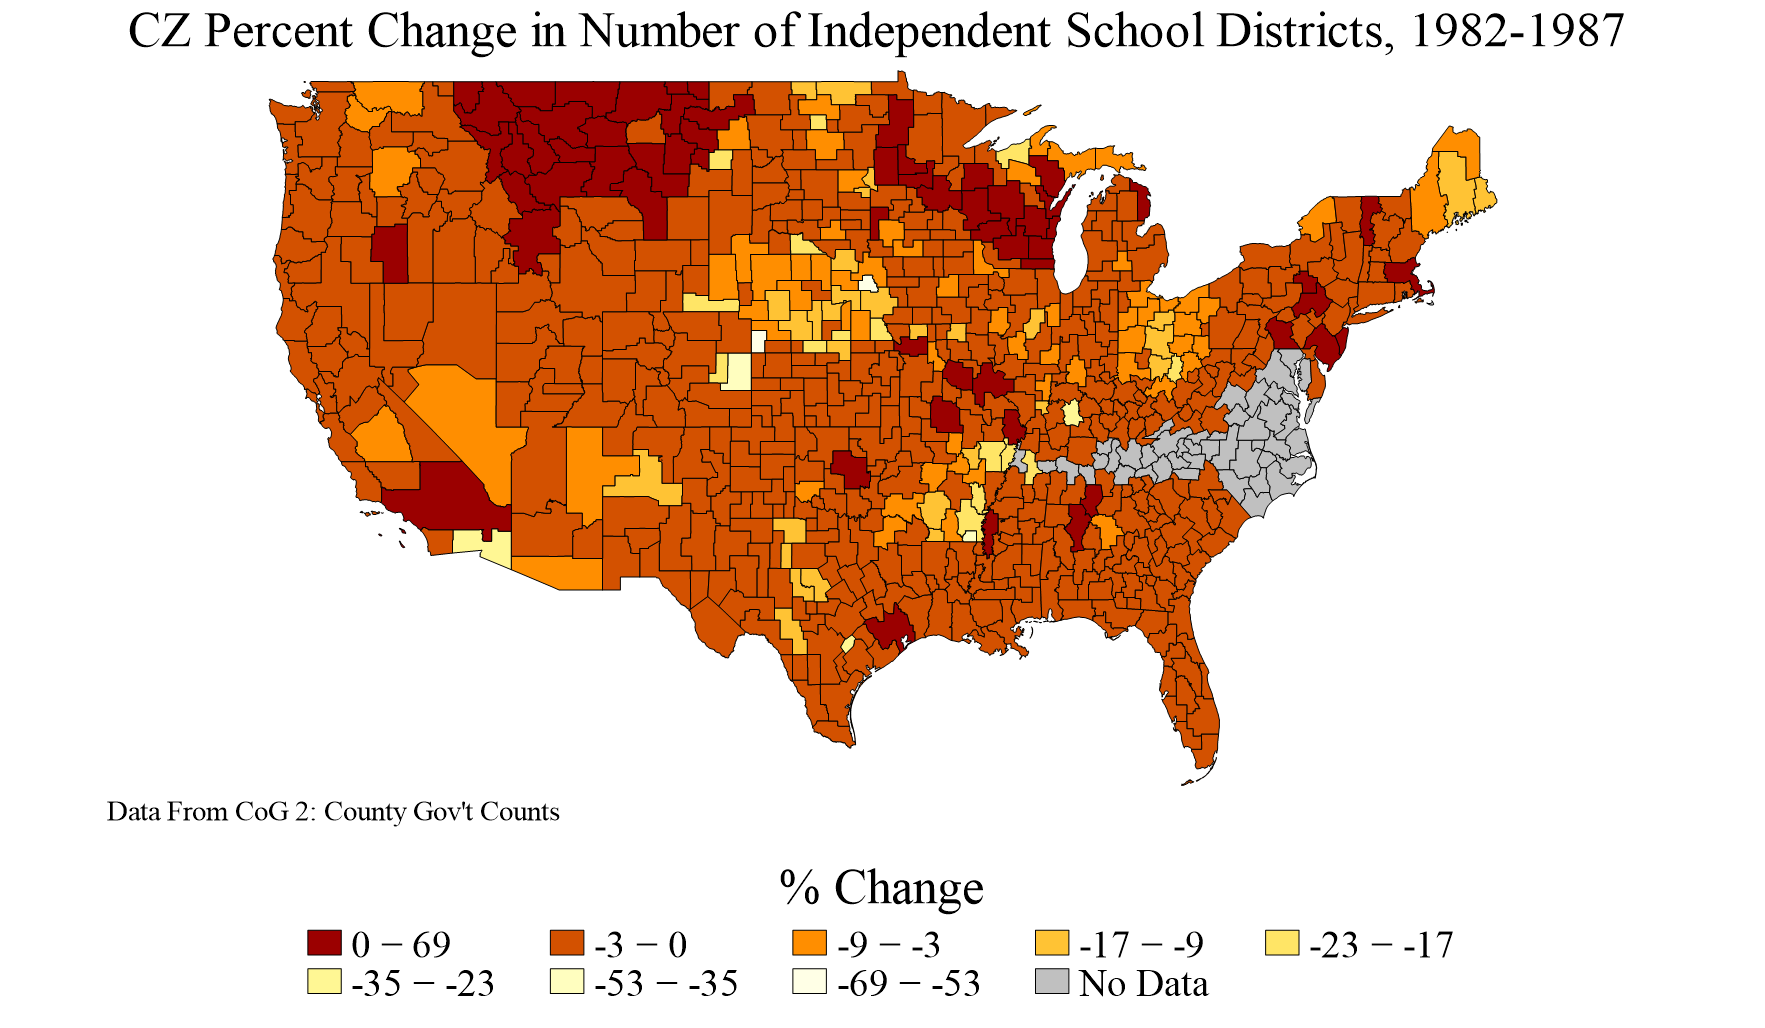 CZ Percent Change in Number of Independent School Districts, 1982-1987
Data From CoG 2: County Gov't Counts
% Change
0 − 69
-3 − 0
-9 − -3
-17 − -9
-23 − -17
-35 − -23
-53 − -35
-69 − -53
No Data